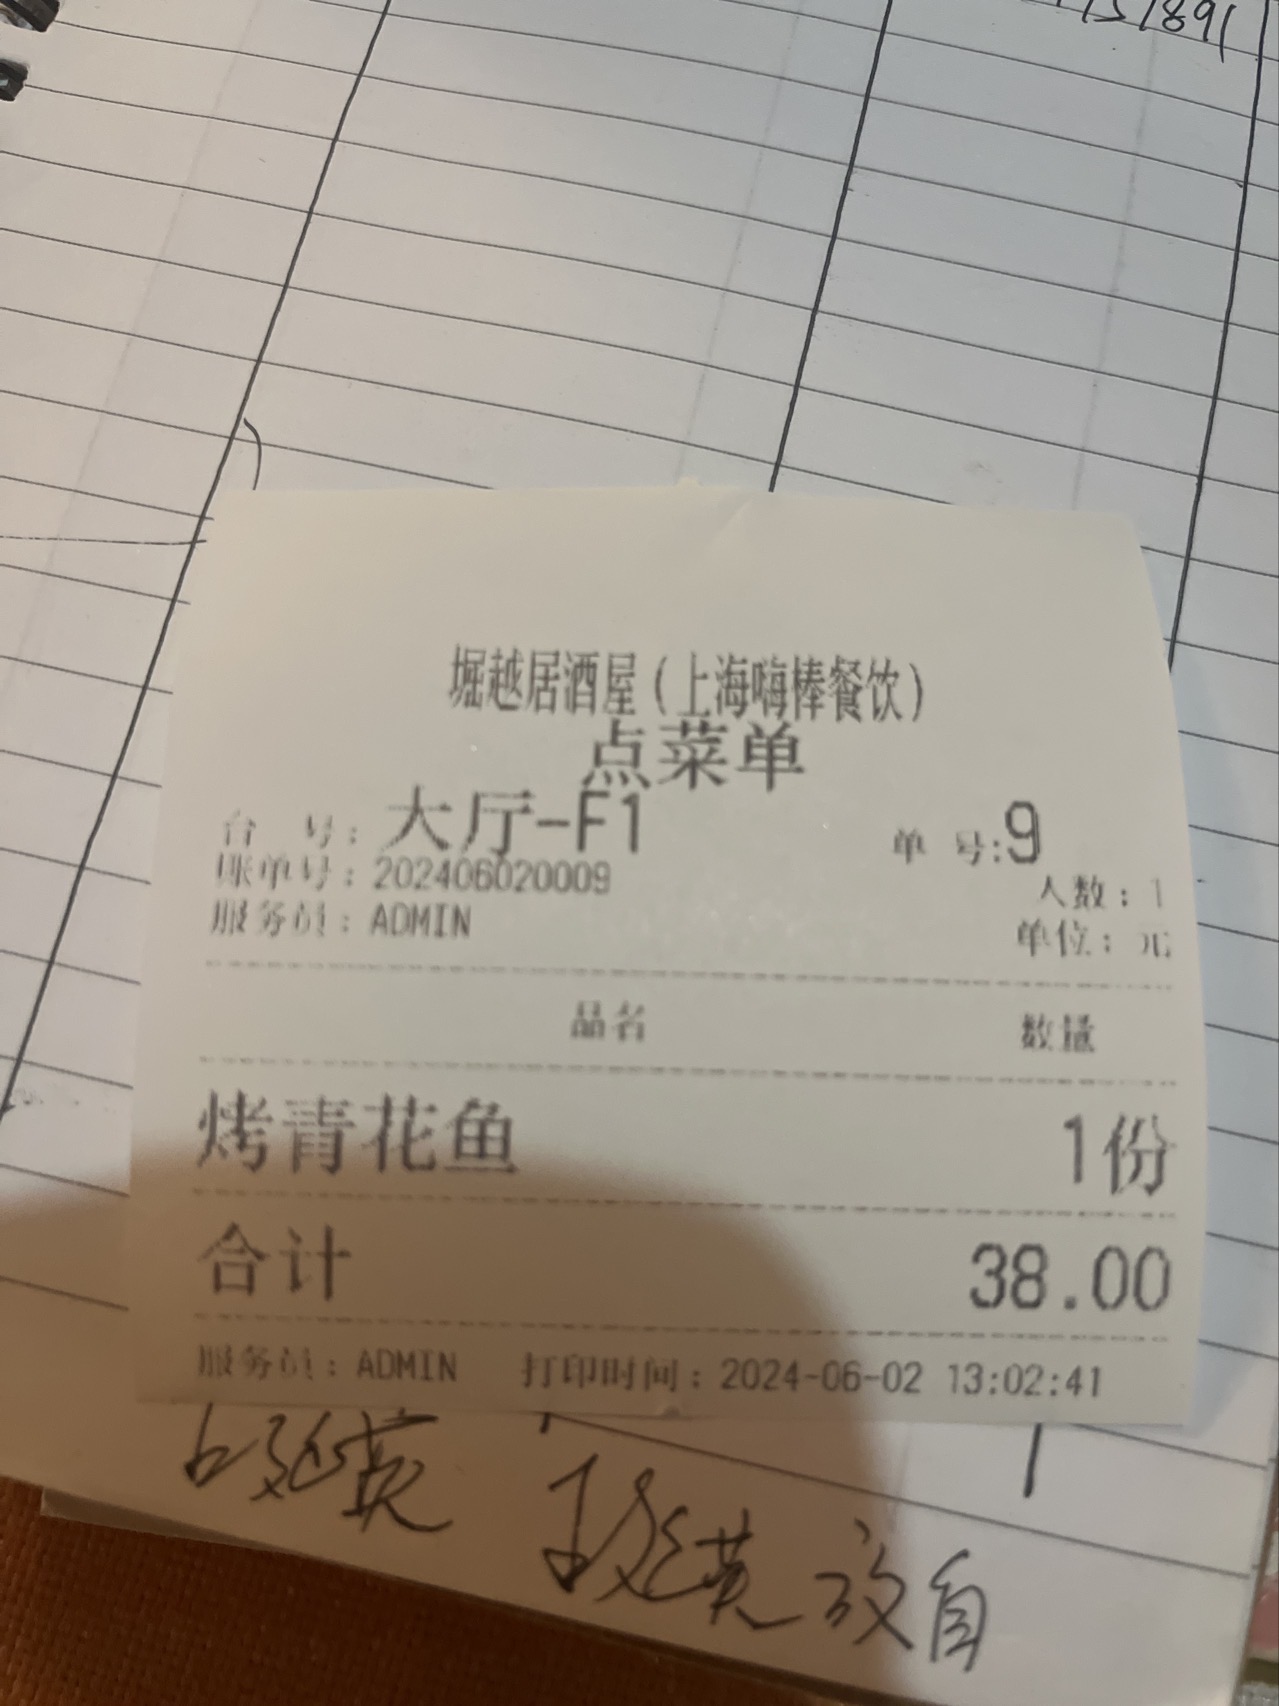 堀越居酒屋(上海嗨棒餐饮)
点菜单
台 号: 大厅-F1 单 号:9
账单号: 202406020009 人数: 1
服务员: ADMIN 单位: 元
品名 数量
烤青花鱼 1份
合计 38.00
服务员: ADMIN 打印时间: 2024-06-02 13:02:41